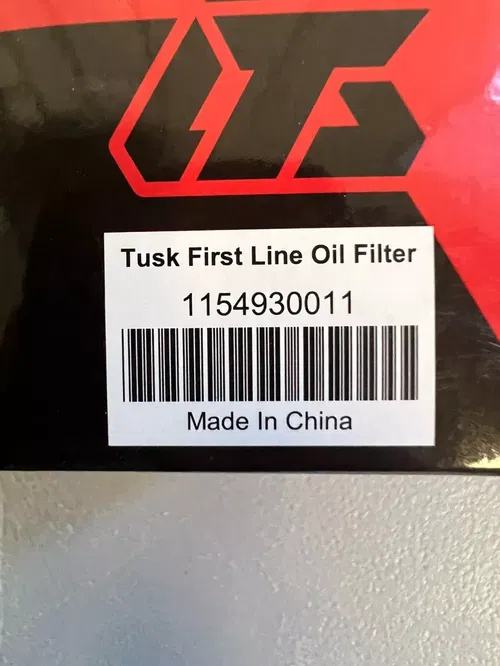 Tusk First Line Oil Filter
1154930011
Made In China